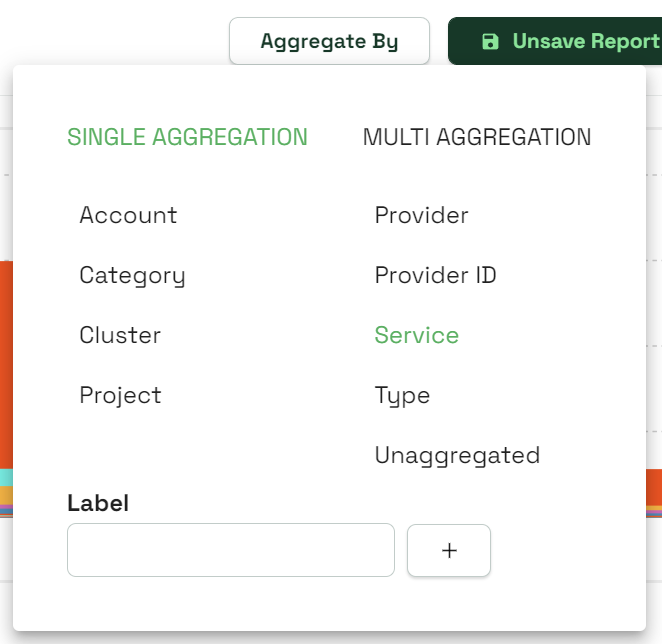 Aggregate By
Unsave Report
SINGLE AGGREGATION
MULTI AGGREGATION
Account
Provider
Category
Provider ID
Cluster
Service
Project
Type
Unaggregated
Label
+